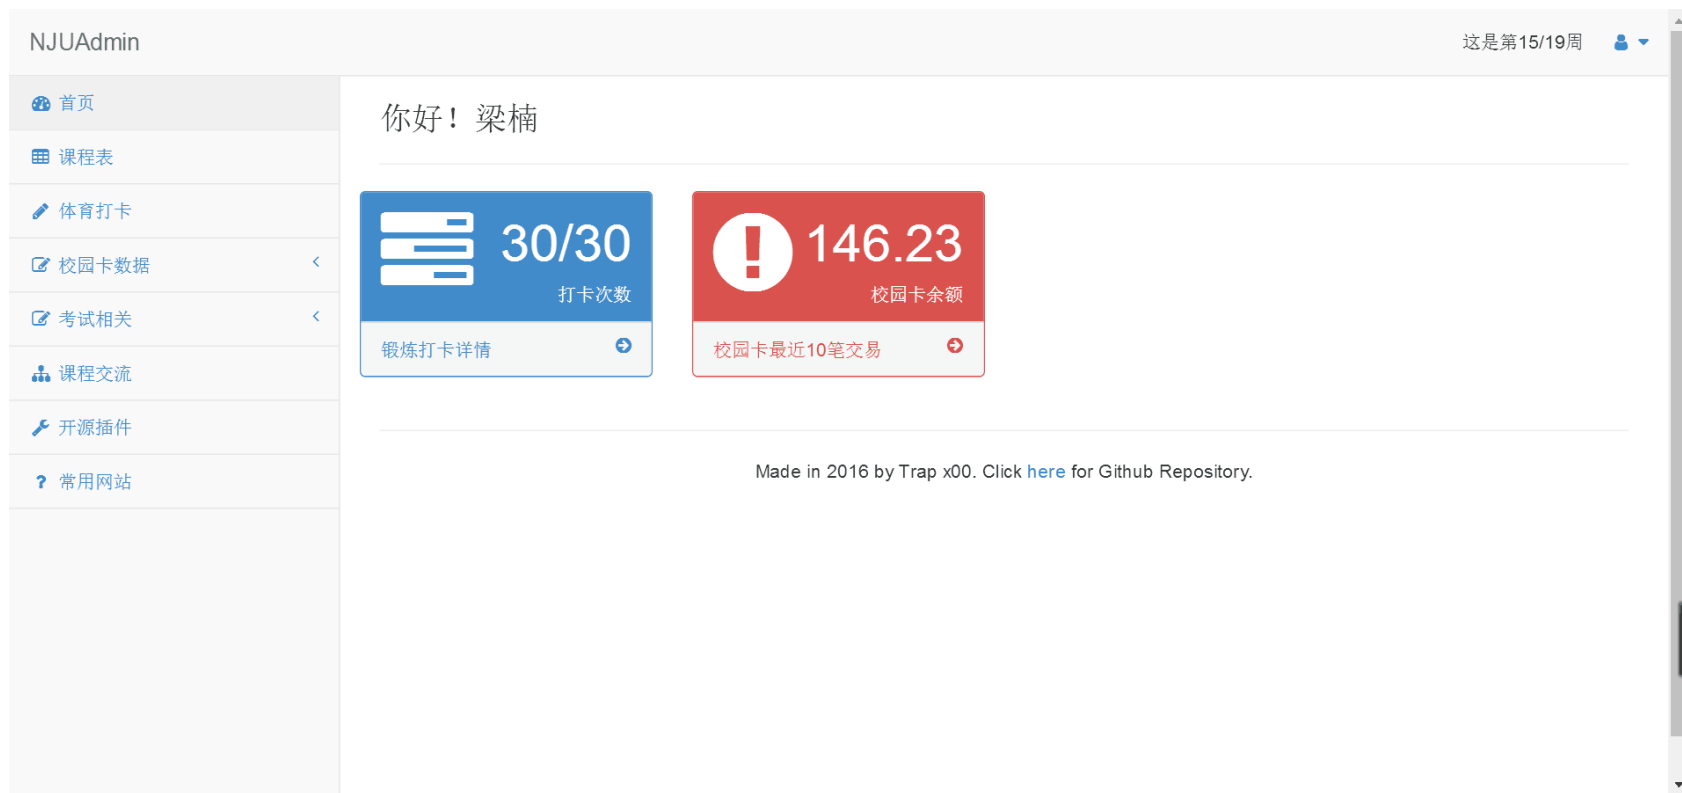 NJUAdmin
这是第15/19周
首页
课程表
体育打卡
校园卡数据
考试相关
课程交流
开源插件
常用网站
你好！梁楠
30/30
打卡次数
锻炼打卡详情
146.23
校园卡余额
校园卡最近10笔交易
Made in 2016 by Trap x00. Click here for Github Repository.